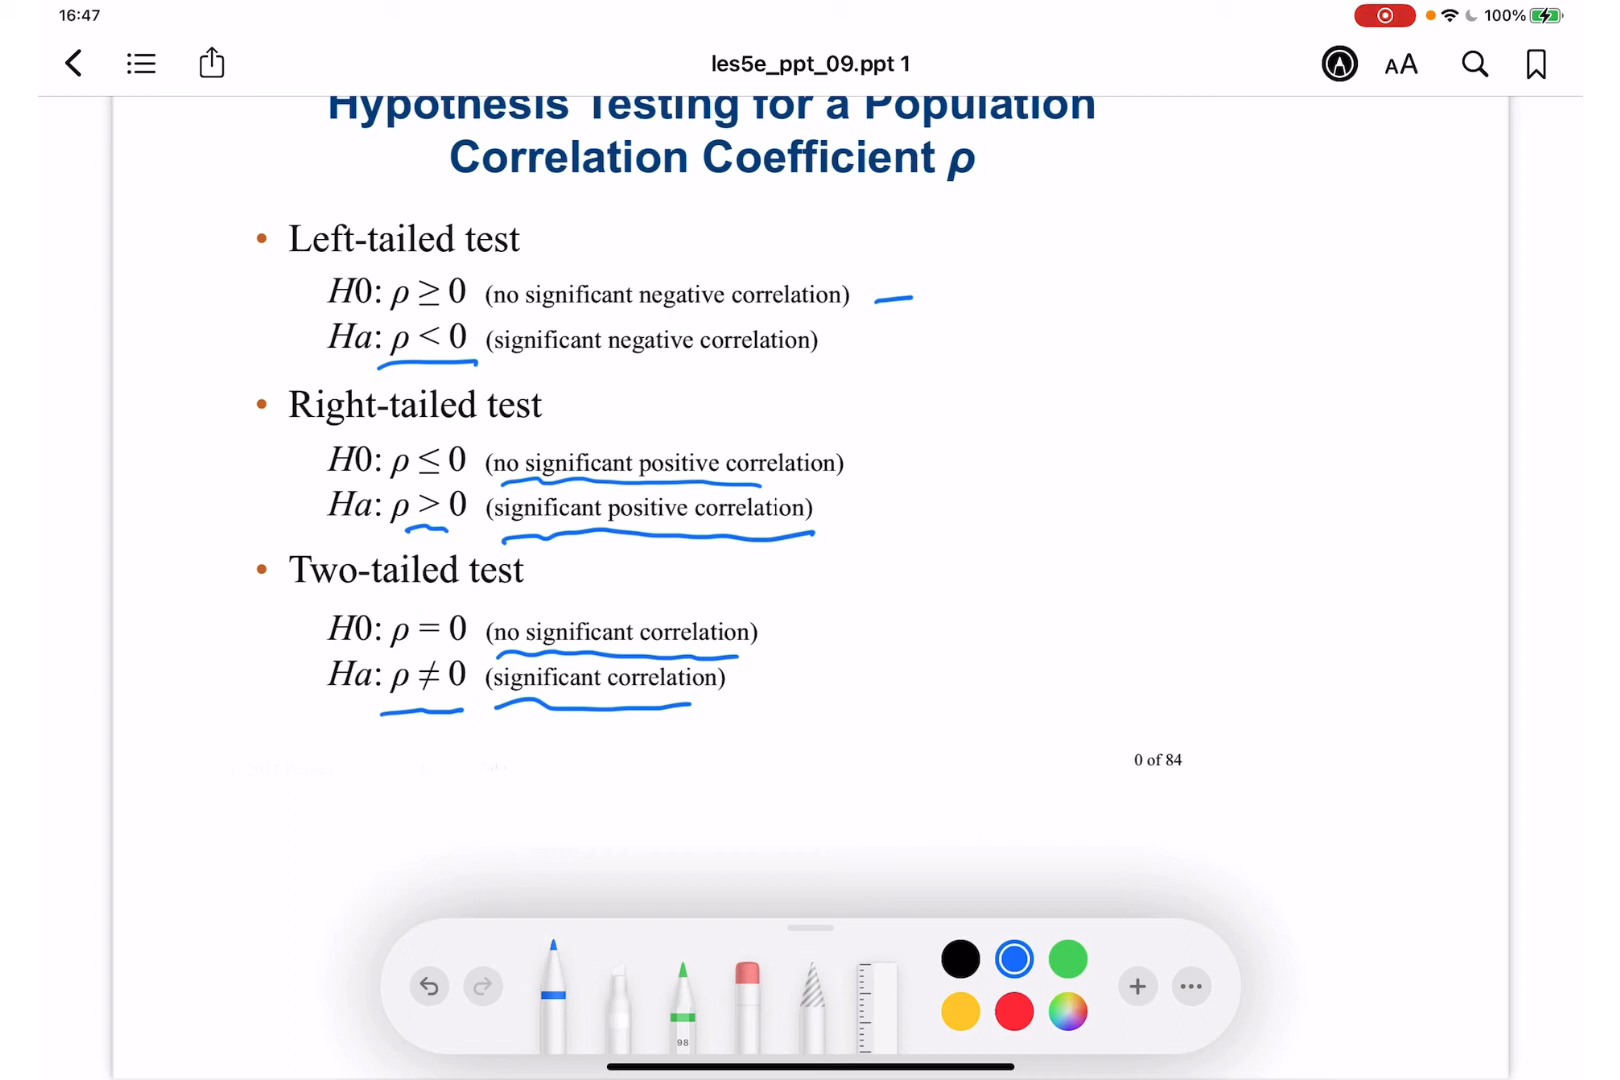 16:47
100%
les5e_ppt_09.ppt 1
AA
Hypothesis Testing for a Population
Correlation Coefficient ρ
• Left-tailed test
H0: ρ ≥ 0 (no significant negative correlation)
Ha: ρ < 0 (significant negative correlation)
• Right-tailed test
H0: ρ ≤ 0 (no significant positive correlation)
Ha: ρ > 0 (significant positive correlation)
• Two-tailed test
H0: ρ = 0 (no significant correlation)
Ha: ρ ≠ 0 (significant correlation)
0 of 84
98